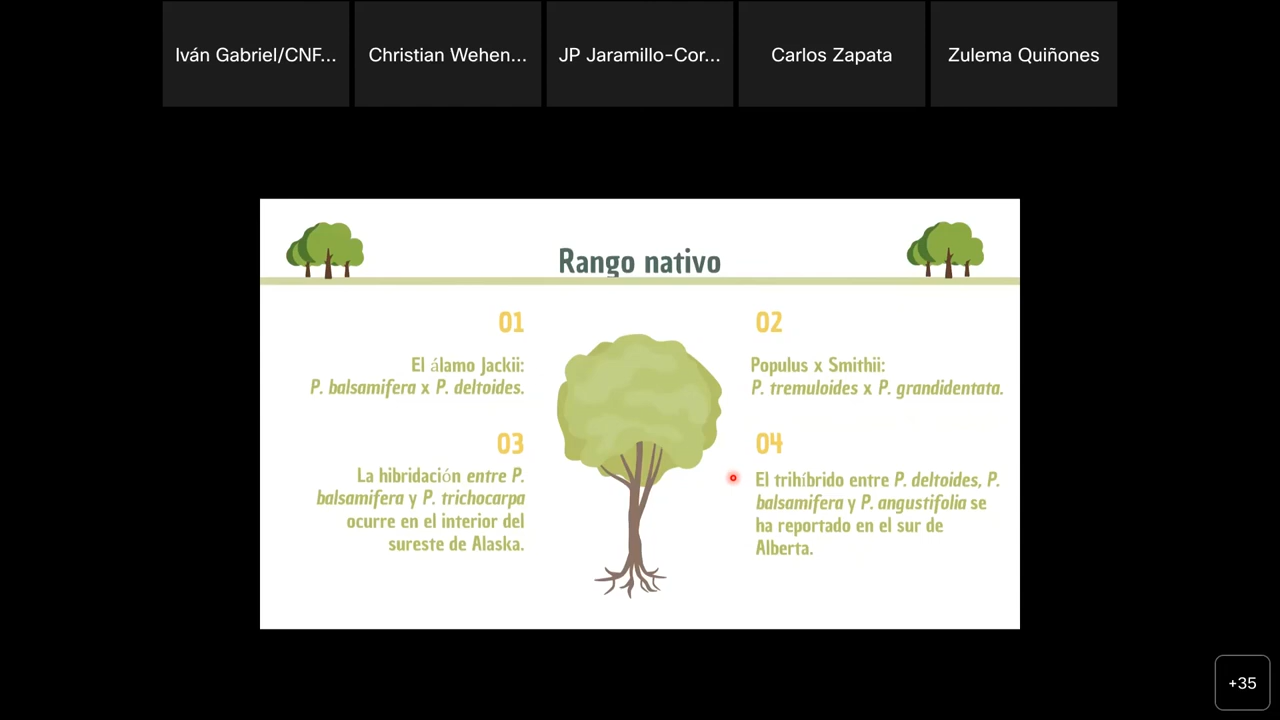 Iván Gabriel/CNF...
Christian Wehen...
JP Jaramillo-Cor...
Carlos Zapata
Zulema Quiñones
Rango nativo
01
El álamo Jackii:
P. balsamifera x P. deltoides.
02
Populus x Smithii:
P. tremuloides x P. grandidentata.
03
La hibridación entre P.
balsamifera y P. trichocarpa
ocurre en el interior del
sureste de Alaska.
04
El trihíbrido entre P. deltoides, P.
balsamifera y P. angustifolia se
ha reportado en el sur de
Alberta.
+35